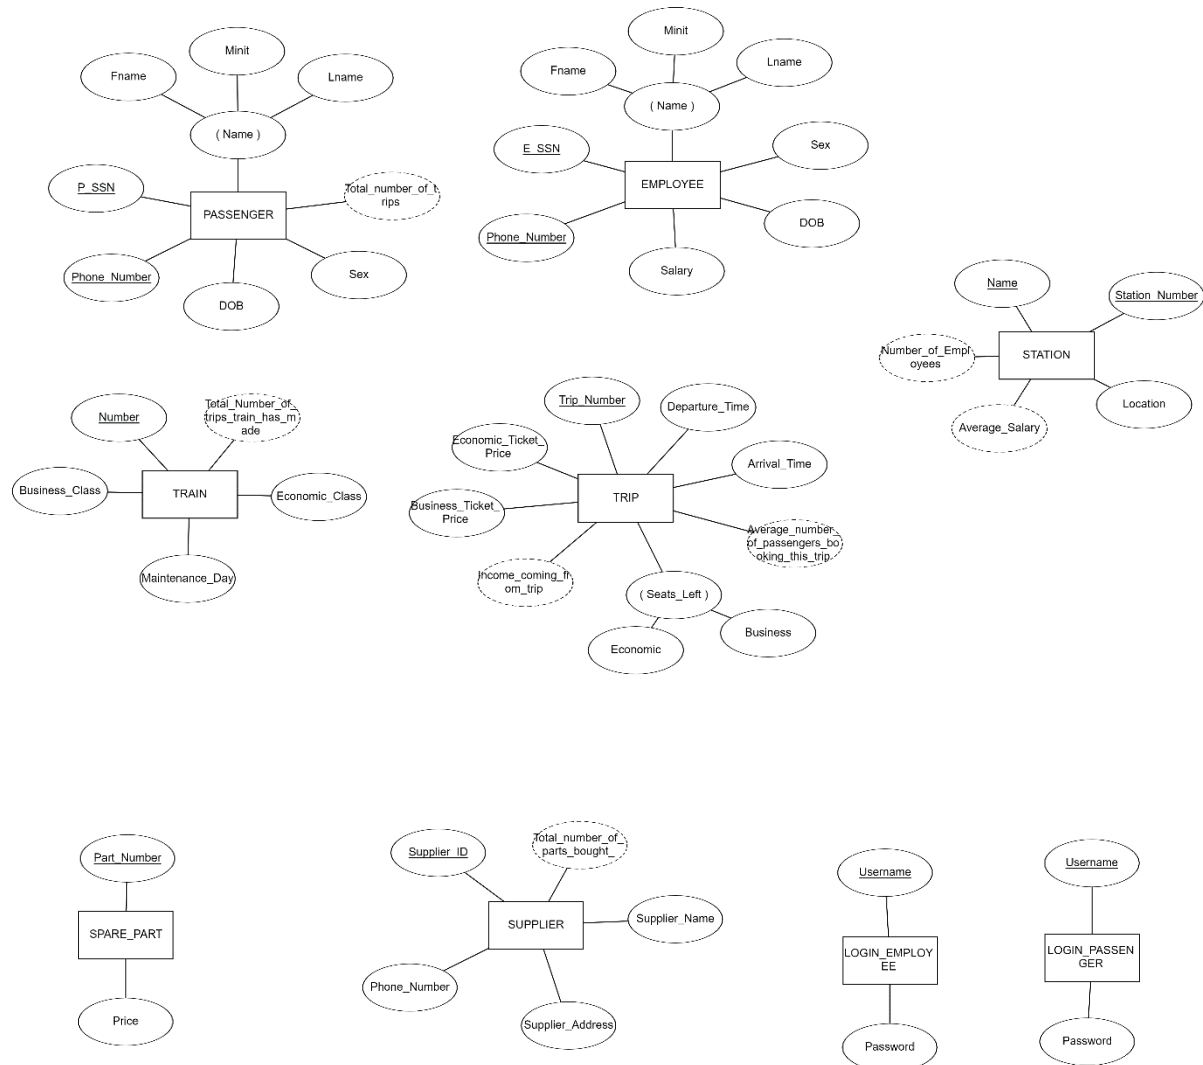 Minit
Fname
Lname
( Name )
P_SSN
Total_number_of_t
rips
PASSENGER
Phone_Number
Sex
DOB
Minit
Fname
Lname
( Name )
E_SSN
Sex
EMPLOYEE
Phone_Number
DOB
Salary
Name
Station_Number
Number_of_Empl
oyees
STATION
Average_Salary
Location
Number
Total_Number_of_
trips_train_has_m
ade
Business_Class
TRAIN
Economic_Class
Maintenance_Day
Trip_Number
Departure_Time
Economic_Ticket_
Price
Arrival_Time
TRIP
Business_Ticket_
Price
Average_number_
of_passengers_bo
oking_this_trip
Income_coming_fr
om_trip
( Seats_Left )
Economic
Business
Part_Number
SPARE_PART
Price
Supplier_ID
Total_number_of_
parts_bought_
Supplier_Name
SUPPLIER
Phone_Number
Supplier_Address
Username
LOGIN_EMPLOY
EE
Password
Username
LOGIN_PASSEN
GER
Password